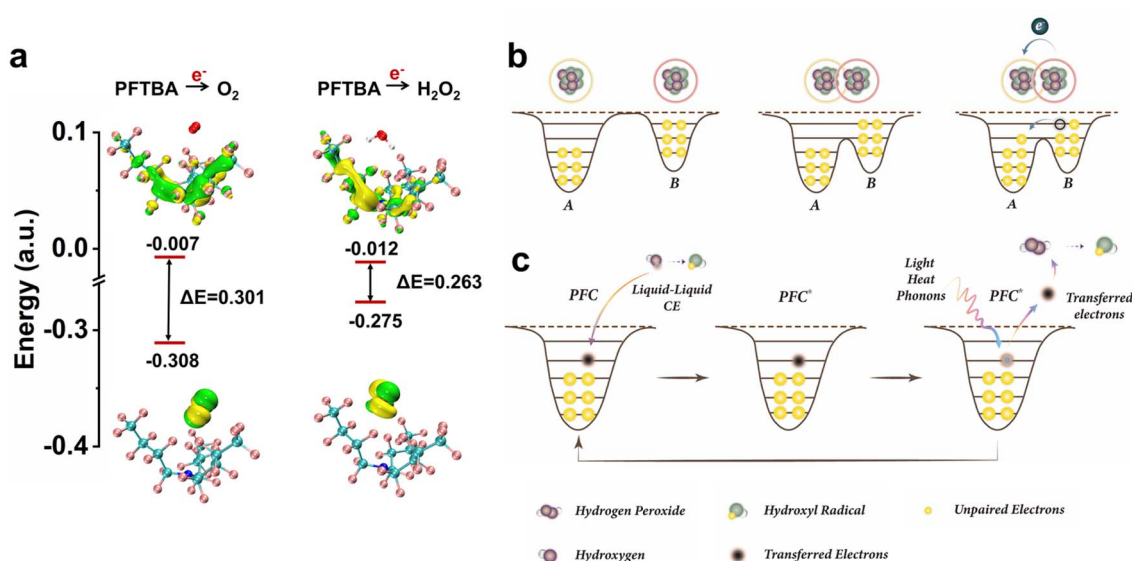 a
e⁻
PFTBA → O₂
e⁻
PFTBA → H₂O₂
Energy (a.u.)
0.1
0.0
-0.3
-0.4
-0.007
ΔE=0.301
-0.308
-0.012
ΔE=0.263
-0.275
b
A
B
A
B
e⁻
A
B
c
PFC
Liquid-Liquid
CE
PFC*
Light
Heat
Phonons
PFC*
Transferred
electrons
Hydrogen Peroxide
Hydroxyl Radical
Unpaired Electrons
Hydroxygen
Transferred Electrons